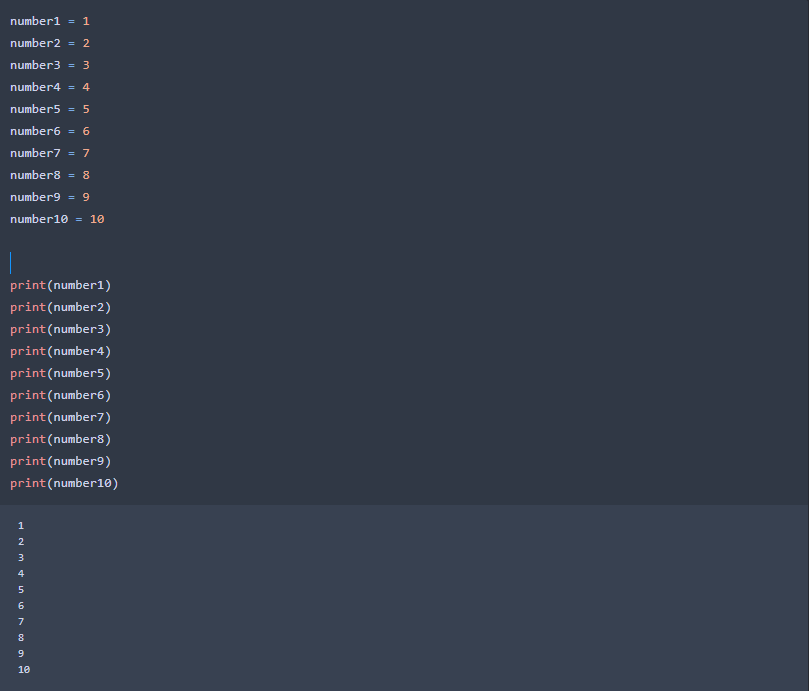 number1 = 1
number2 = 2
number3 = 3
number4 = 4
number5 = 5
number6 = 6
number7 = 7
number8 = 8
number9 = 9
number10 = 10
print(number1)
print(number2)
print(number3)
print(number4)
print(number5)
print(number6)
print(number7)
print(number8)
print(number9)
print(number10)
1
2
3
4
5
6
7
8
9
10